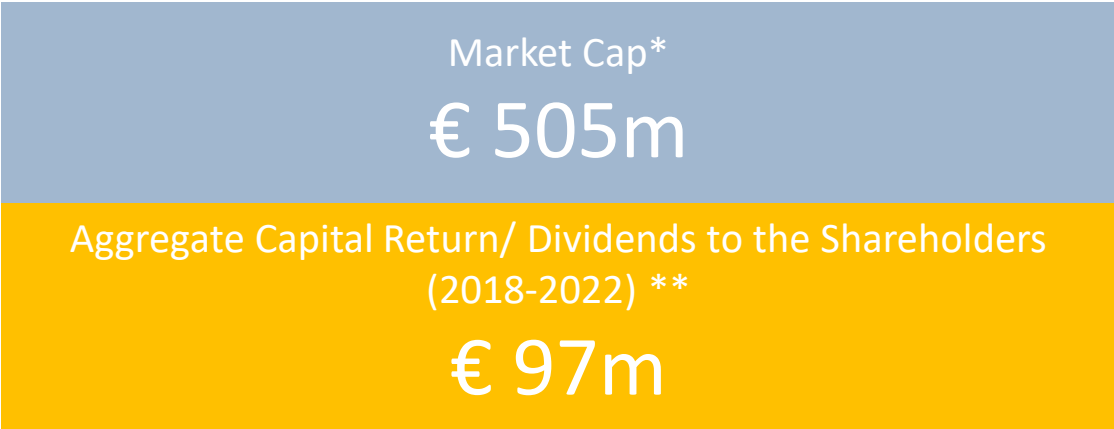 Market Cap*
€ 505m
Aggregate Capital Return/ Dividends to the Shareholders
(2018-2022) **
€ 97m